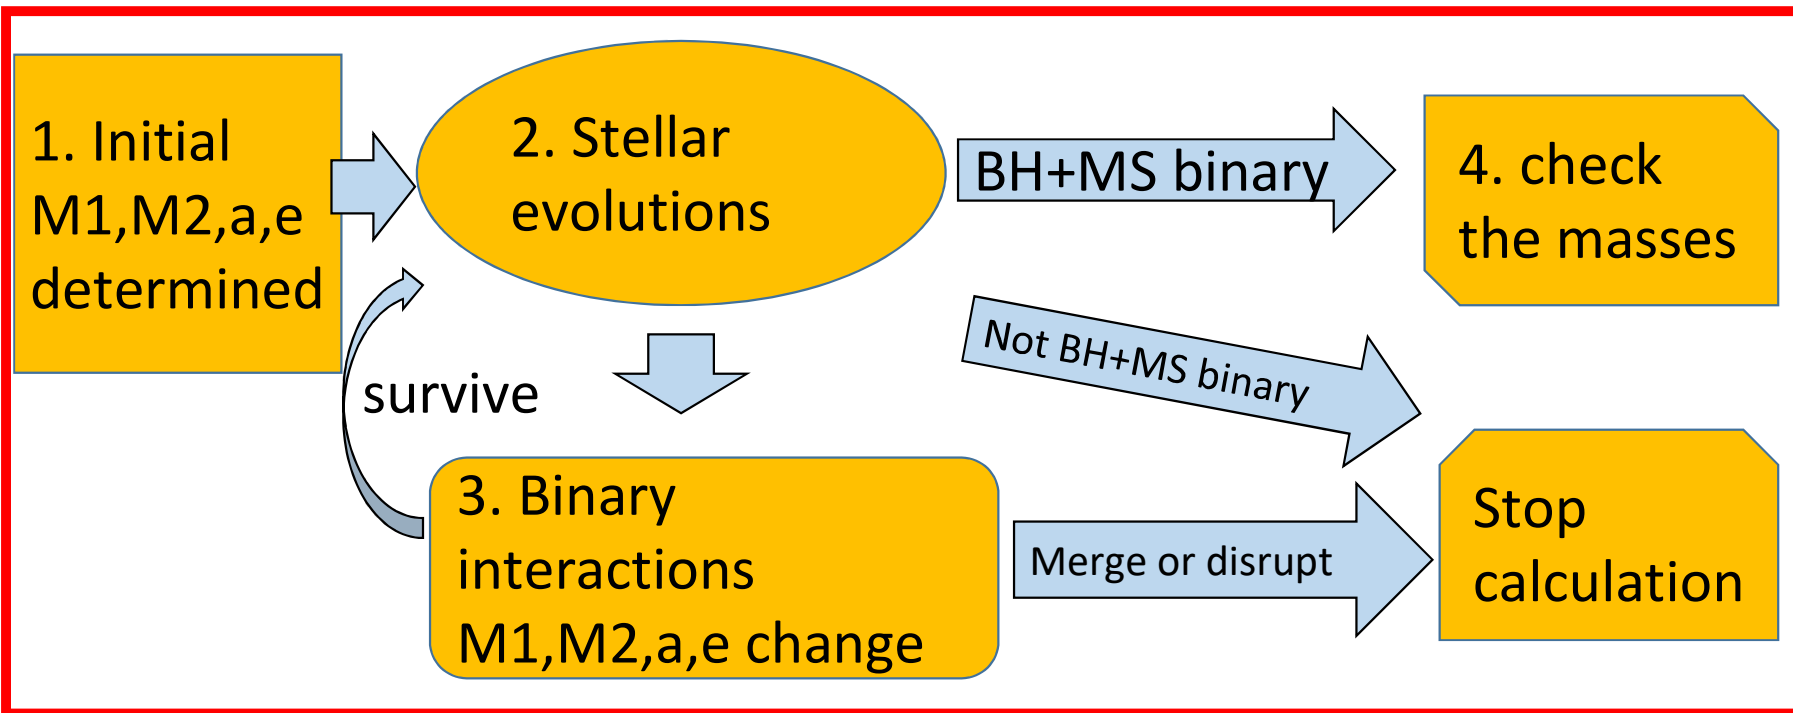 1. Initial
M1,M2,a,e
determined
2. Stellar
evolutions
BH+MS binary
4. check
the masses
Not BH+MS binary
survive
3. Binary
interactions
M1,M2,a,e change
Merge or disrupt
Stop
calculation